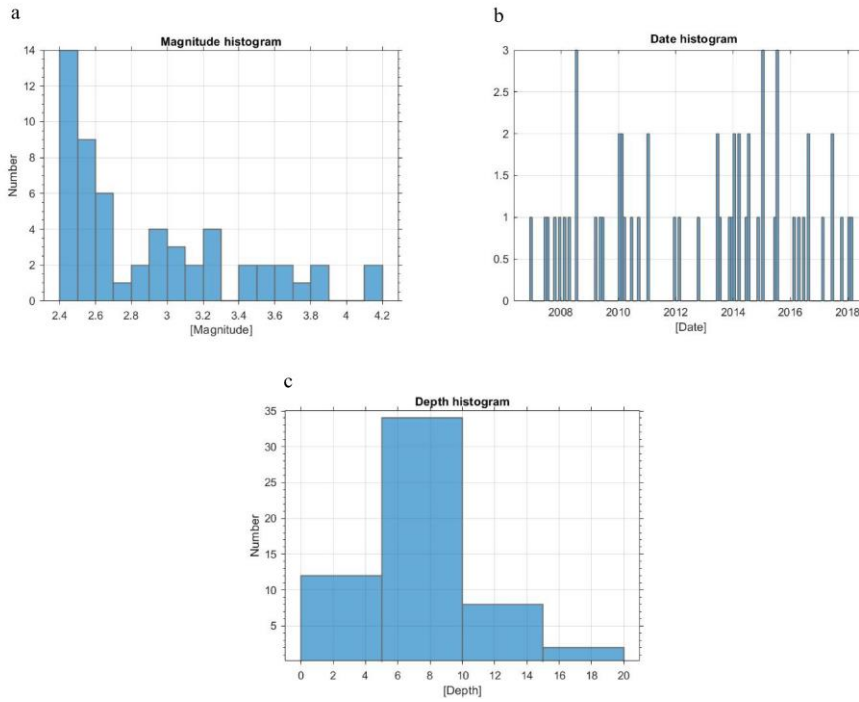 a
Magnitude histogram
14
12
10
8
6
4
2
0
Number
2.4 2.6 2.8 3 3.2 3.4 3.6 3.8 4 4.2
[Magnitude]
b
Date histogram
3
2.5
2
1.5
1
0.5
0
2008 2010 2012 2014 2016 2018
[Date]
c
Depth histogram
35
30
25
20
15
10
5
Number
0 2 4 6 8 10 12 14 16 18 20
[Depth]